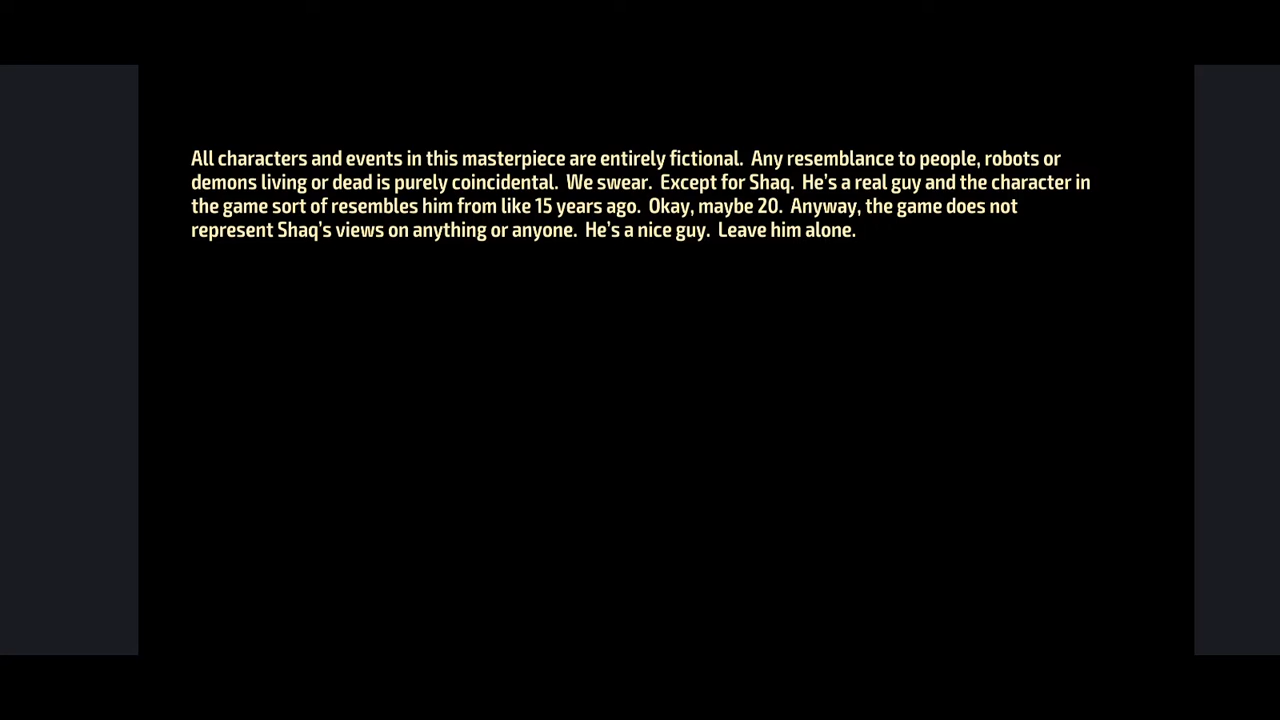 All characters and events in this masterpiece are entirely fictional.  Any resemblance to people, robots or
demons living or dead is purely coincidental.  We swear.  Except for Shaq.  He's a real guy and the character in
the game sort of resembles him from like 15 years ago.  Okay, maybe 20.  Anyway, the game does not
represent Shaq's views on anything or anyone.  He's a nice guy.  Leave him alone.